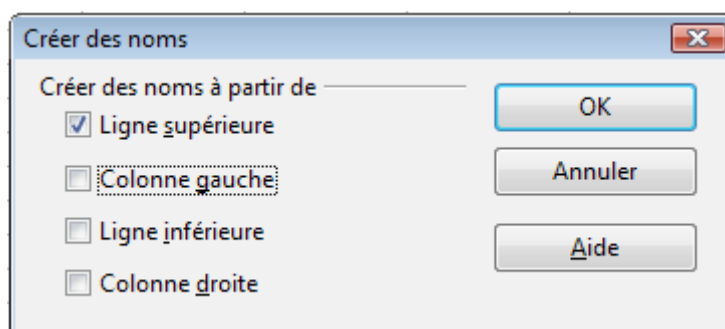 Créer des noms
Créer des noms à partir de
Ligne supérieure
Colonne gauche
Ligne inférieure
Colonne droite
OK
Annuler
Aide